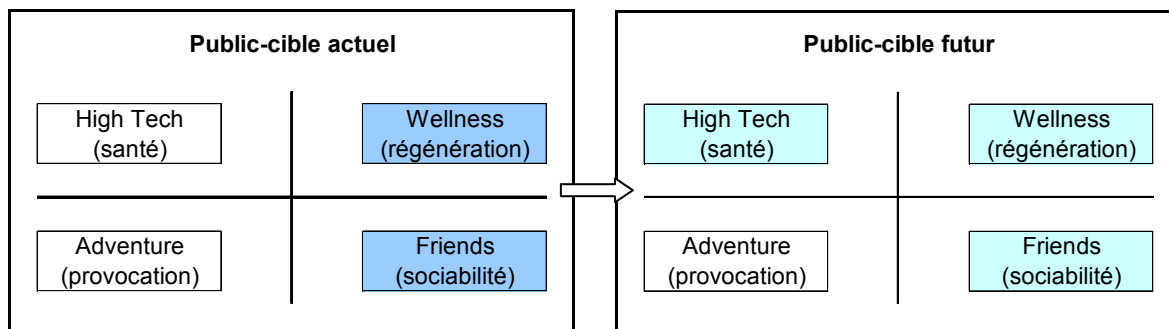 Public-cible actuel
High Tech
(santé)
Wellness
(régénération)
Adventure
(provocation)
Friends
(sociabilité)
Public-cible futur
High Tech
(santé)
Wellness
(régénération)
Adventure
(provocation)
Friends
(sociabilité)